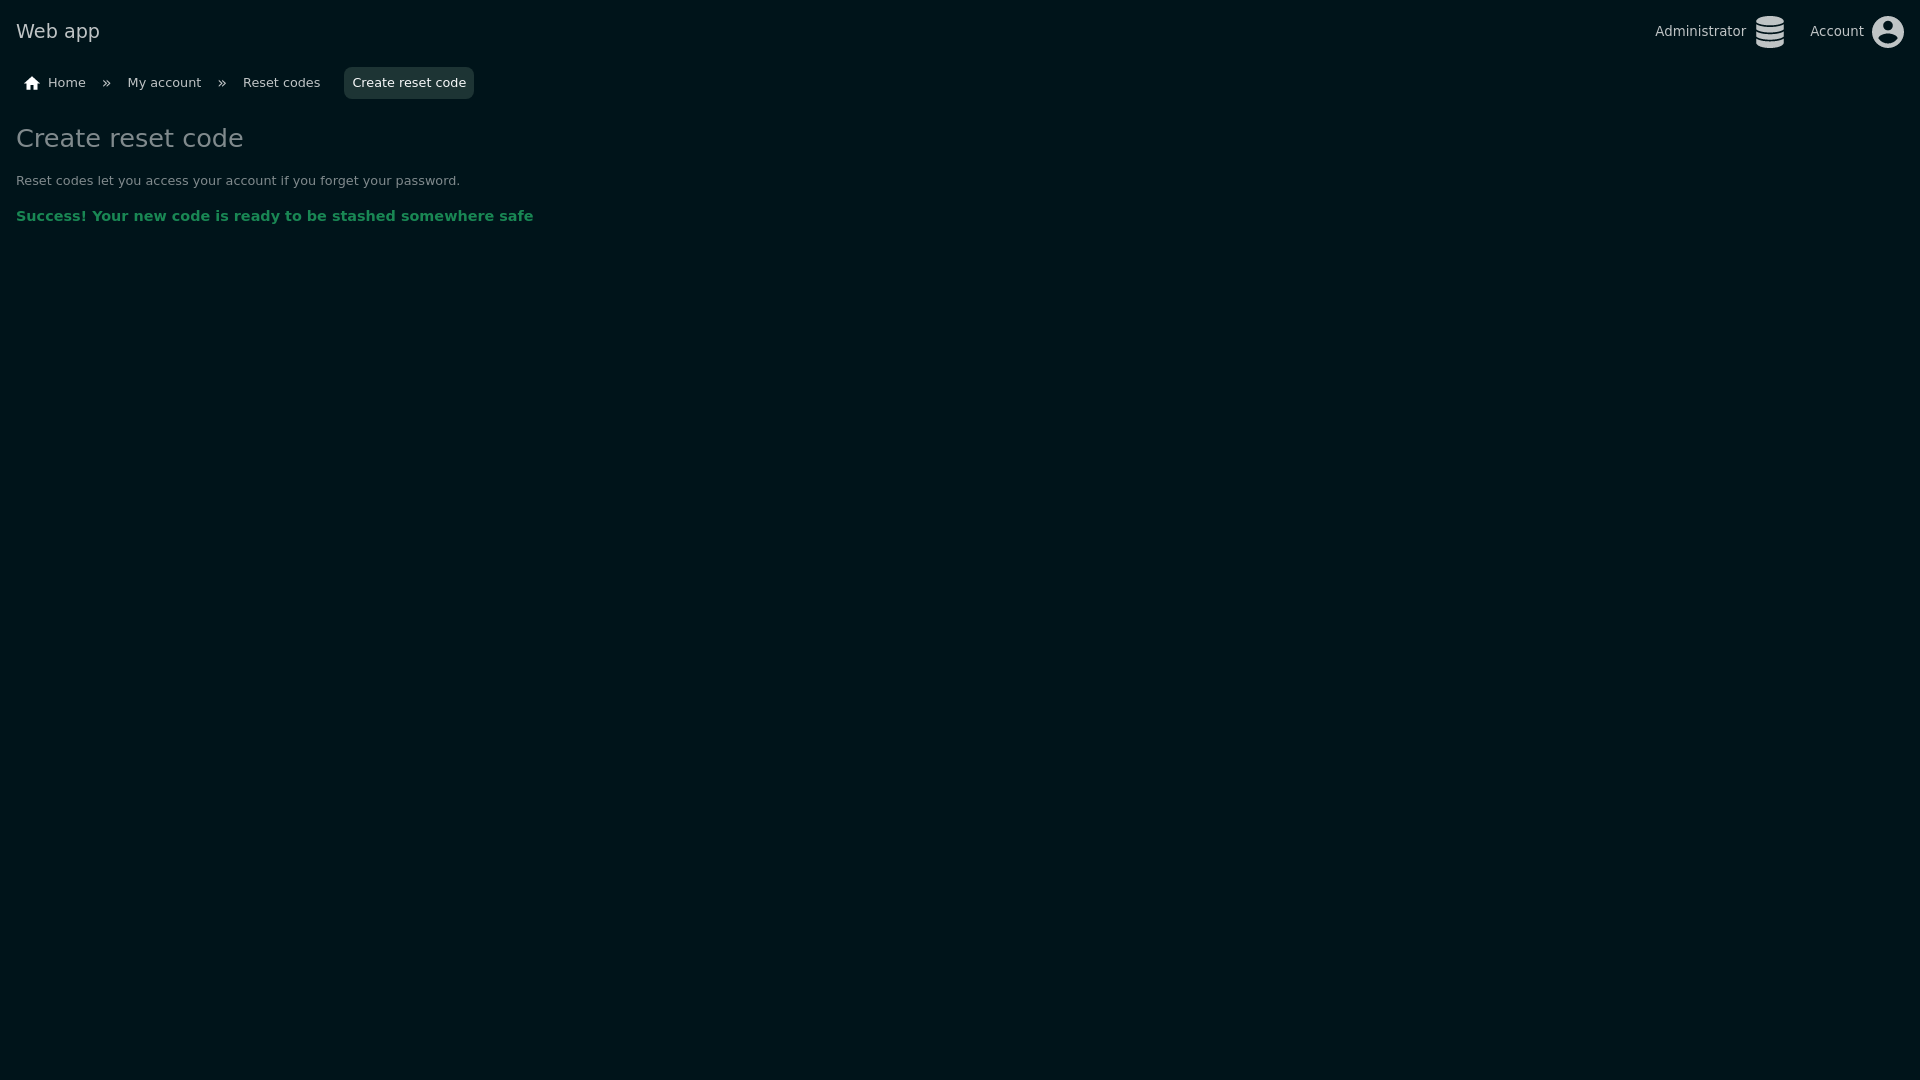 Web app
Administrator
Account
Home » My account » Reset codes Create reset code
Create reset code
Reset codes let you access your account if you forget your password.
Success! Your new code is ready to be stashed somewhere safe